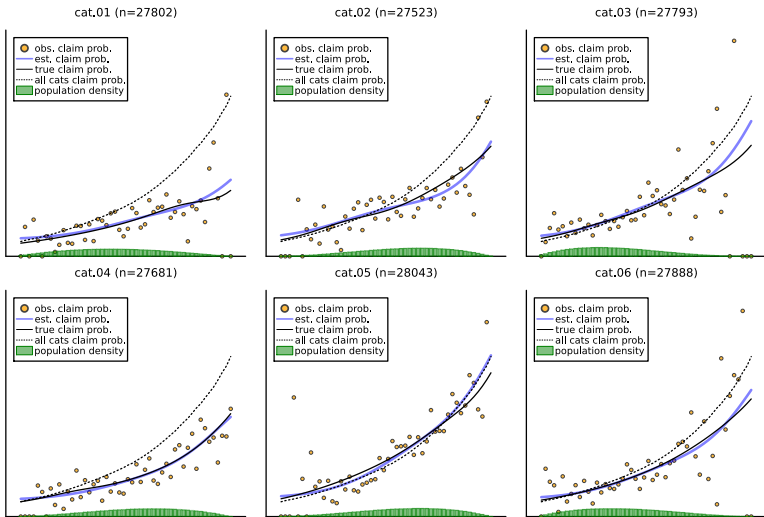 cat.01 (n=27802)
obs. claim prob.
est. claim prob.
true claim prob.
all cats claim prob.
population density
cat.02 (n=27523)
obs. claim prob.
est. claim prob.
true claim prob.
all cats claim prob.
population density
cat.03 (n=27793)
obs. claim prob.
est. claim prob.
true claim prob.
all cats claim prob.
population density
cat.04 (n=27681)
obs. claim prob.
est. claim prob.
true claim prob.
all cats claim prob.
population density
cat.05 (n=28043)
obs. claim prob.
est. claim prob.
true claim prob.
all cats claim prob.
population density
cat.06 (n=27888)
obs. claim prob.
est. claim prob.
true claim prob.
all cats claim prob.
population density